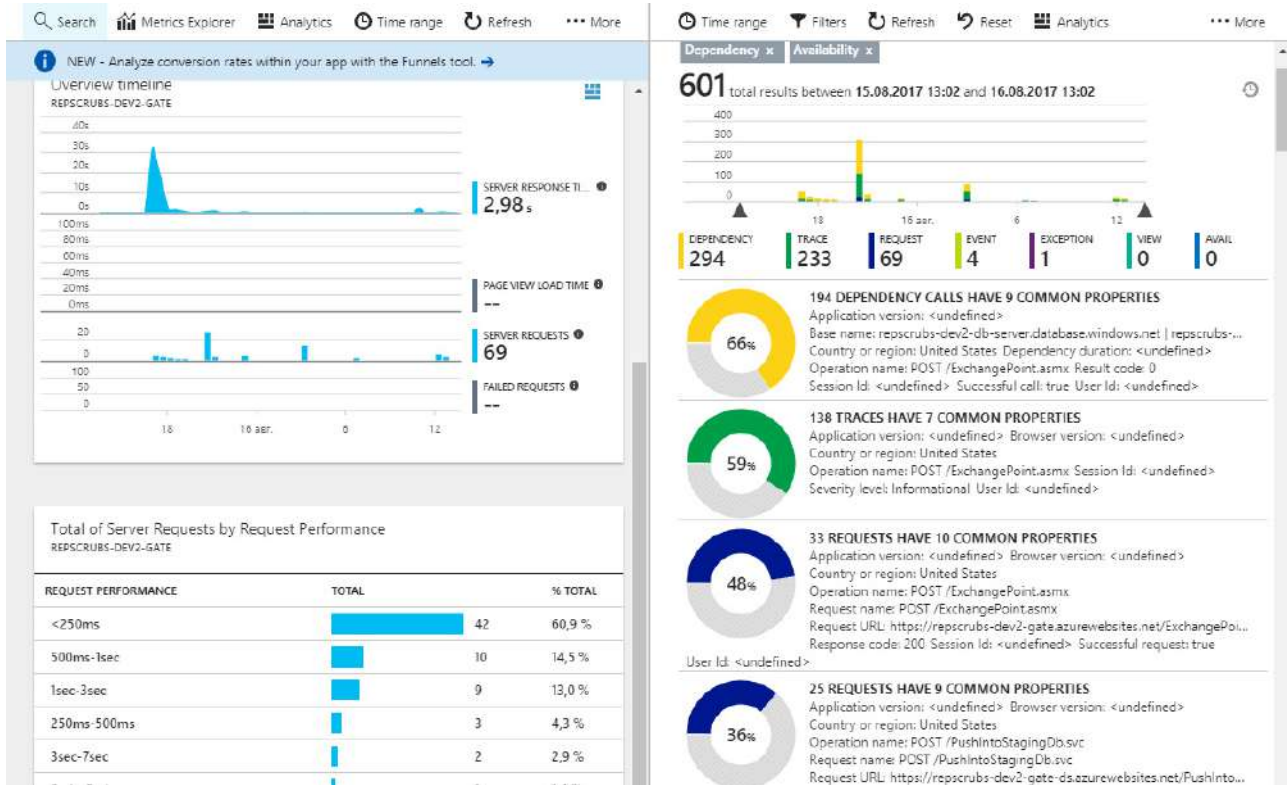 Search Metrics Explorer Analytics Time range Refresh ••• More
NEW - Analyze conversion rates within your app with the Funnels tool. →
Overview timeline
REPSCRUBS-DEV2-GATE
40s
30s
20s
10s
0s
SERVER RESPONSE TI...
2,98 s
100ms
80ms
60ms
40ms
20ms
0ms
PAGE VIEW LOAD TIME
--
20
0
SERVER REQUESTS
69
100
50
0
FAILED REQUESTS
--
18 16 авг. 6 12
Total of Server Requests by Request Performance
REPSCRUBS-DEV2-GATE
REQUEST PERFORMANCE TOTAL % TOTAL
<250ms 42 60,9 %
500ms-1sec 10 14,5 %
1sec-3sec 9 13,0 %
250ms-500ms 3 4,3 %
3sec-7sec 2 2,9 %
Time range Filters Refresh Reset Analytics ••• More
Dependency x Availability x
601 total results between 15.08.2017 13:02 and 16.08.2017 13:02
400
300
200
100
0
18 16 авг. 6 12
DEPENDENCY TRACE REQUEST EVENT EXCEPTION VIEW AVAIL
294 233 69 4 1 0 0
66%
194 DEPENDENCY CALLS HAVE 9 COMMON PROPERTIES
Application version: <undefined>
Base name: repscrubs-dev2-db-server.database.windows.net | repscrubs-...
Country or region: United States Dependency duration: <undefined>
Operation name: POST /ExchangePoint.asmx Result code: 0
Session Id: <undefined> Successful call: true User Id: <undefined>
59%
138 TRACES HAVE 7 COMMON PROPERTIES
Application version: <undefined> Browser version: <undefined>
Country or region: United States
Operation name: POST /ExchangePoint.asmx Session Id: <undefined>
Severity level: Informational User Id: <undefined>
48%
33 REQUESTS HAVE 10 COMMON PROPERTIES
Application version: <undefined> Browser version: <undefined>
Country or region: United States
Operation name: POST /ExchangePoint.asmx
Request name: POST /ExchangePoint.asmx
Request URL: https://repscrubs-dev2-gate.azurewebsites.net/ExchangePoi...
Response code: 200 Session Id: <undefined> Successful request: true
User Id: <undefined>
36%
25 REQUESTS HAVE 9 COMMON PROPERTIES
Application version: <undefined> Browser version: <undefined>
Country or region: United States
Operation name: POST /PushIntoStagingDb.svc
Request name: POST /PushIntoStagingDb.svc
Request URL: https://repscrubs-dev2-gate-ds.azurewebsites.net/PushInto...